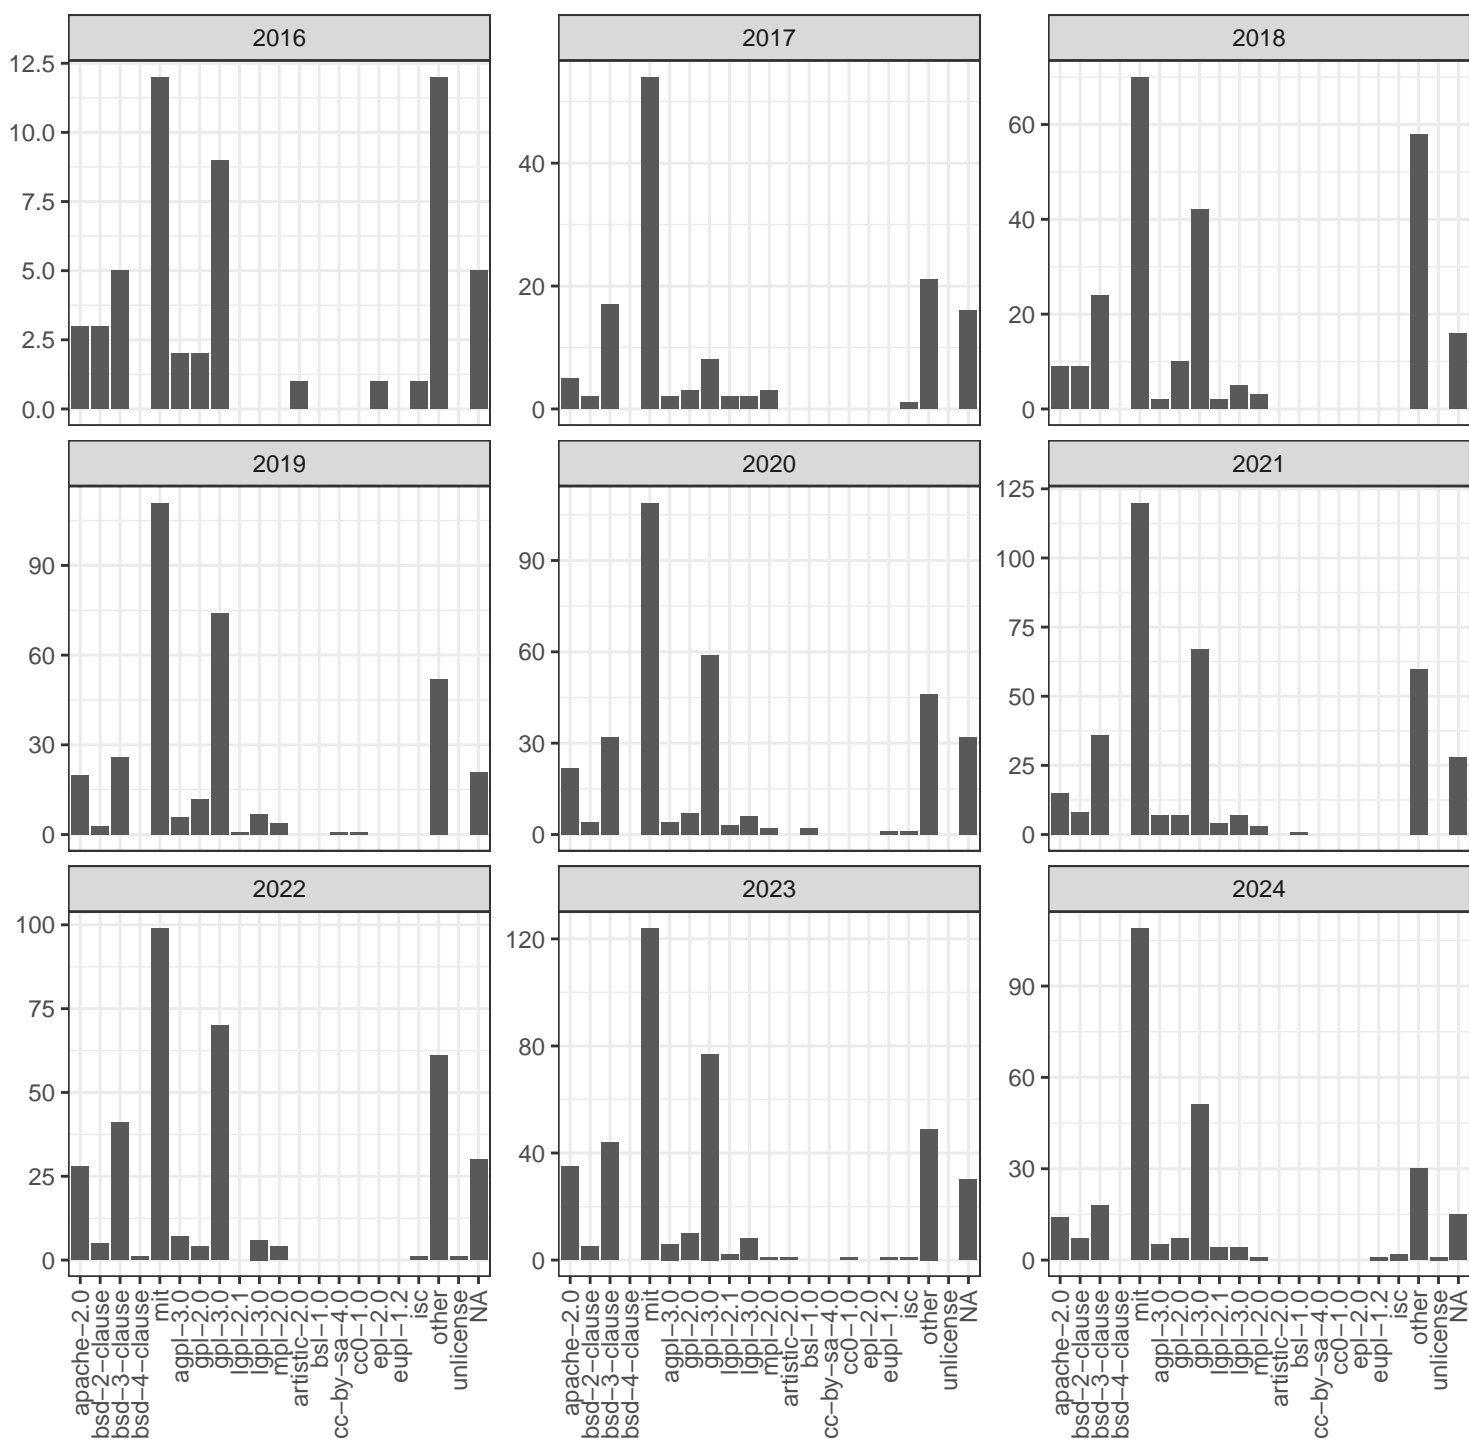 2016 2017 2018
12.5
10.0
7.5
5.0
2.5
0.0
40
20
0
60
40
20
0
2019 2020 2021
90
60
30
0
90
60
30
0
125
100
75
50
25
0
2022 2023 2024
100
75
50
25
0
120
80
40
0
90
60
30
0
apache−2.0
bsd−2−clause
bsd−3−clause
bsd−4−clause
mit
agpl−3.0
gpl−2.0
gpl−3.0
lgpl−2.1
lgpl−3.0
mpl−2.0
artistic−2.0
bsl−1.0
cc−by−sa−4.0
cc0−1.0
epl−2.0
eupl−1.2
isc
other
unlicense
NA
apache−2.0
bsd−2−clause
bsd−3−clause
bsd−4−clause
mit
agpl−3.0
gpl−2.0
gpl−3.0
lgpl−2.1
lgpl−3.0
mpl−2.0
artistic−2.0
bsl−1.0
cc−by−sa−4.0
cc0−1.0
epl−2.0
eupl−1.2
isc
other
unlicense
NA
apache−2.0
bsd−2−clause
bsd−3−clause
bsd−4−clause
mit
agpl−3.0
gpl−2.0
gpl−3.0
lgpl−2.1
lgpl−3.0
mpl−2.0
artistic−2.0
bsl−1.0
cc−by−sa−4.0
cc0−1.0
epl−2.0
eupl−1.2
isc
other
unlicense
NA